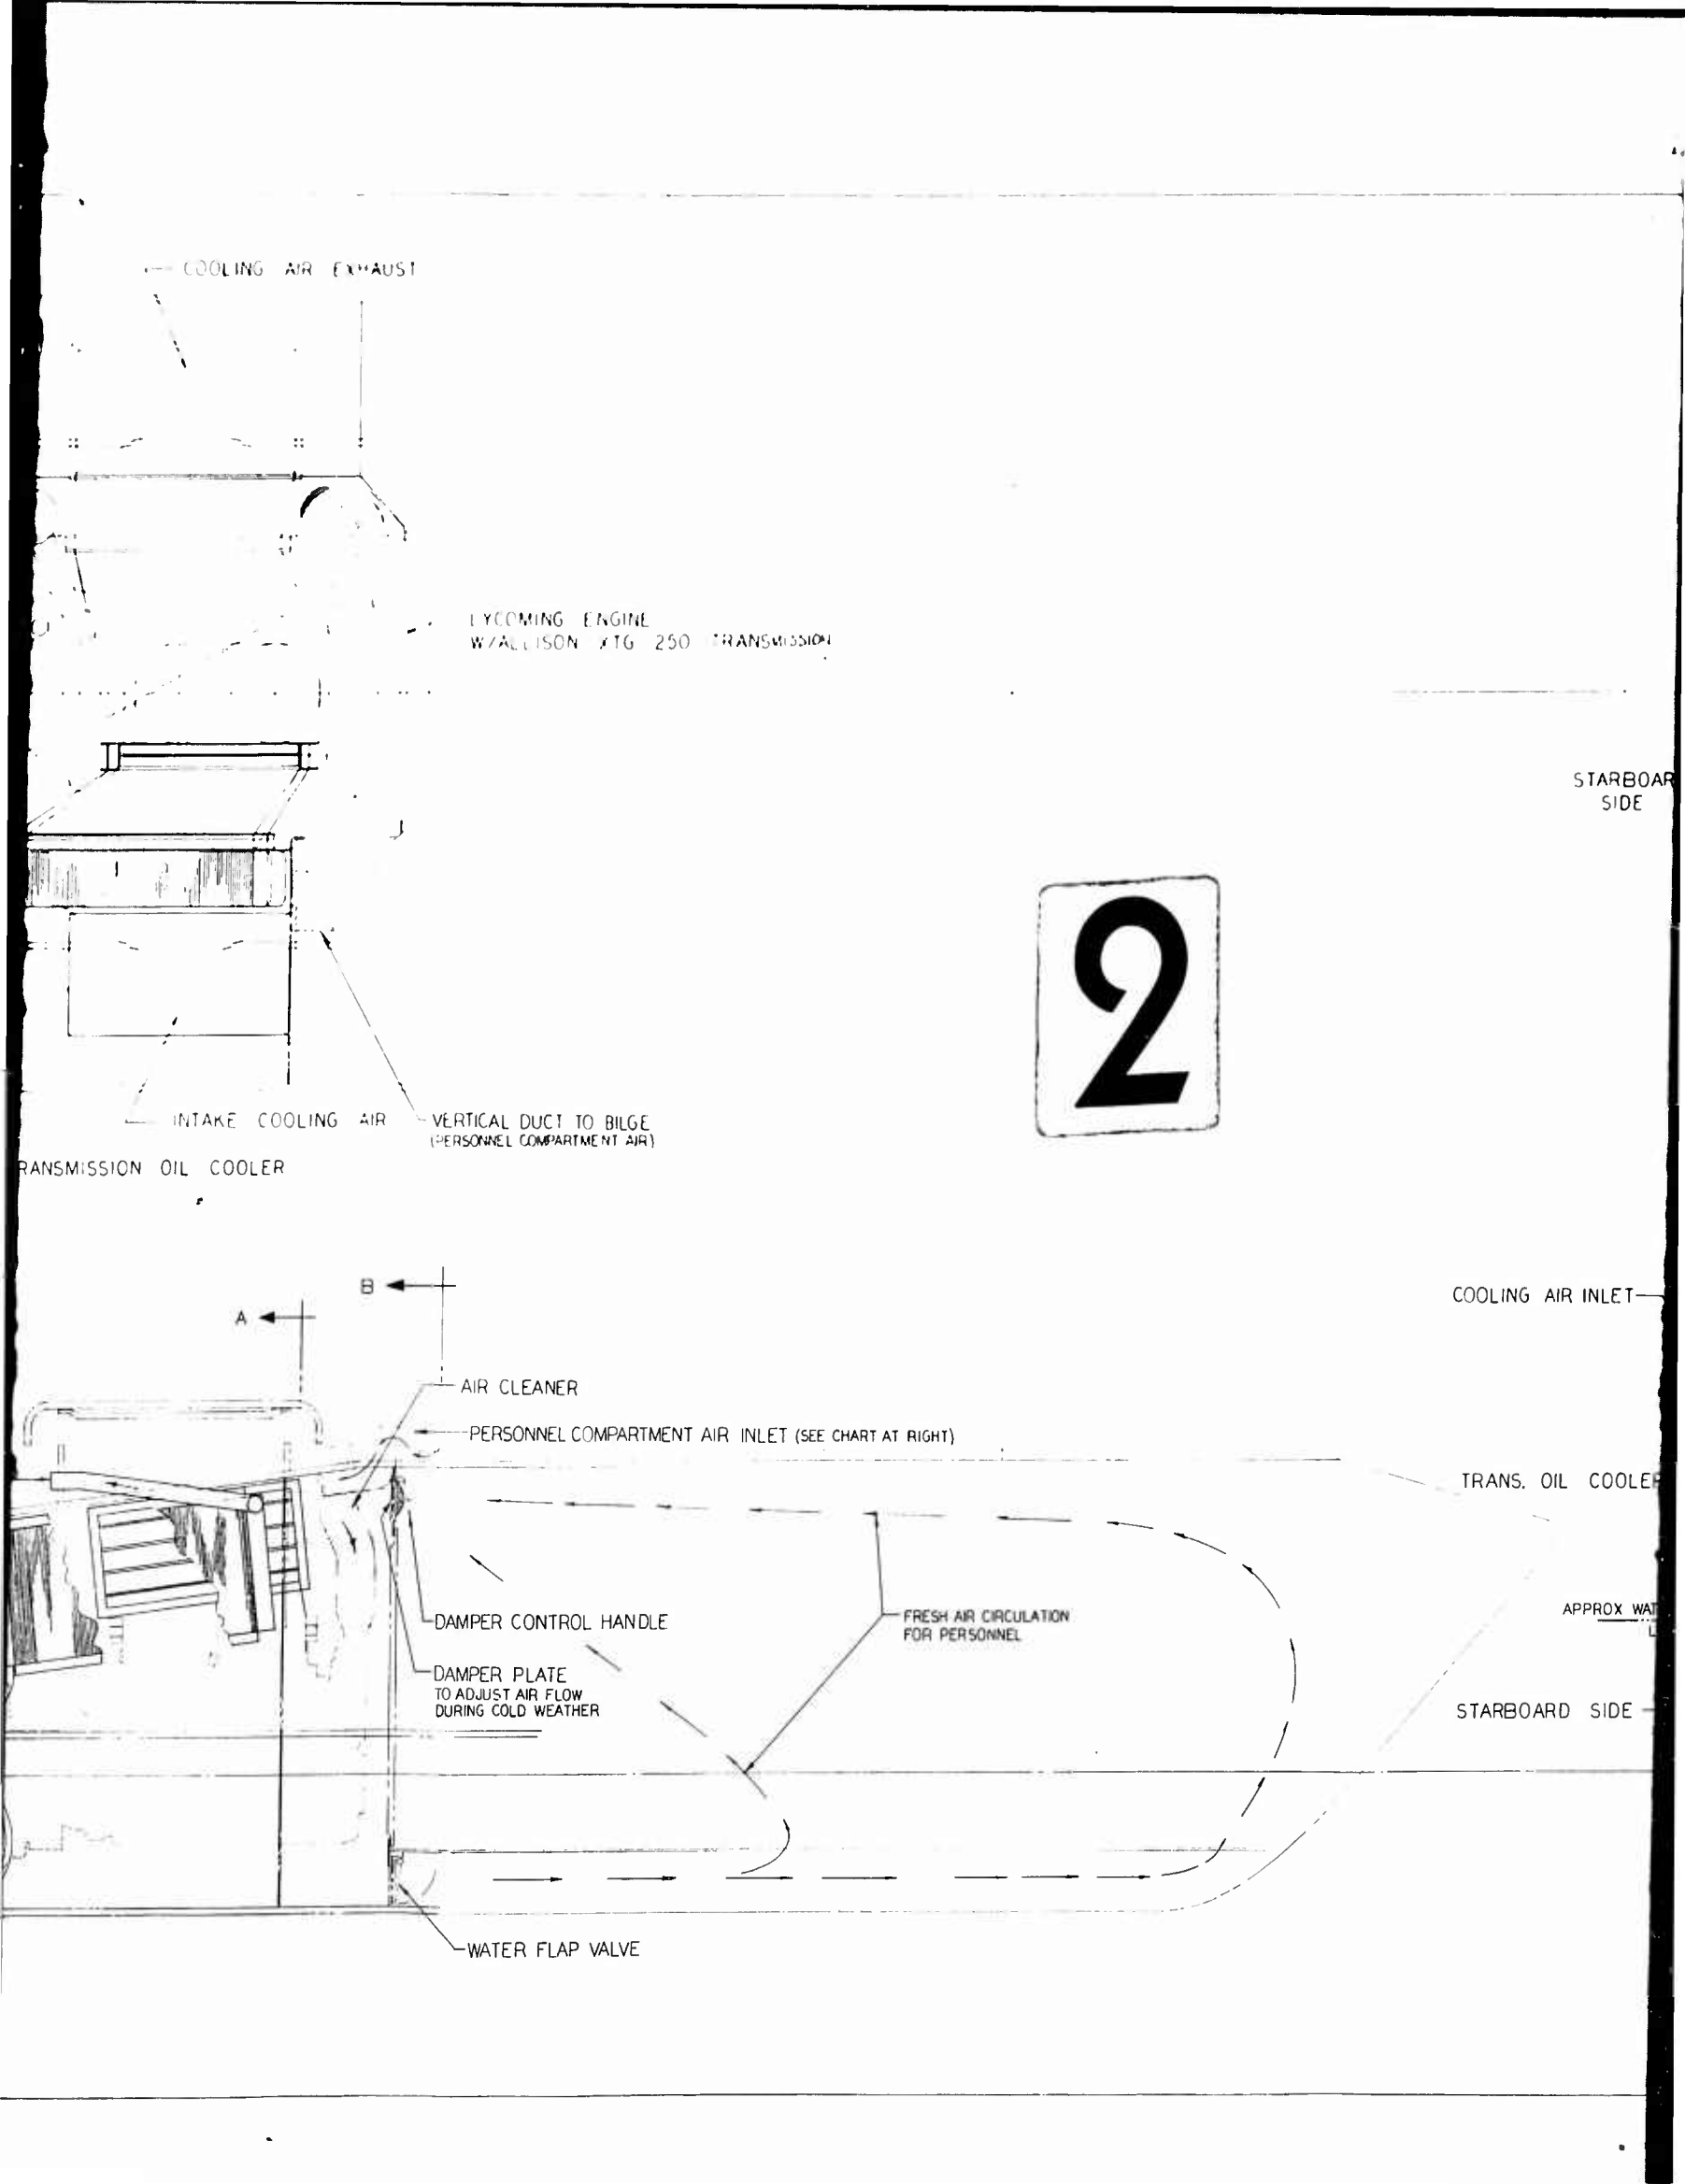 COOLING AIR EXHAUST
LYCOMING ENGINE
W/ALLISON XTG 250 TRANSMISSION
STARBOAR
SIDE
2
INTAKE COOLING AIR
VERTICAL DUCT TO BILGE
(PERSONNEL COMPARTMENT AIR)
RANSMISSION OIL COOLER
B
A
COOLING AIR INLET
AIR CLEANER
PERSONNEL COMPARTMENT AIR INLET (SEE CHART AT RIGHT)
TRANS. OIL COOLER
DAMPER CONTROL HANDLE
FRESH AIR CIRCULATION
FOR PERSONNEL
APPROX WAT
L
DAMPER PLATE
TO ADJUST AIR FLOW
DURING COLD WEATHER
STARBOARD SIDE
WATER FLAP VALVE